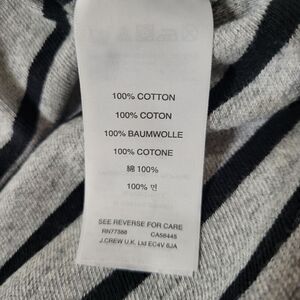 100% COTTON
100% COTON
100% BAUMWOLLE
100% COTONE
綿 100%
100% 면
SEE REVERSE FOR CARE
RN77388 CA56445
J.CREW U.K. Ltd EC4V 6JA